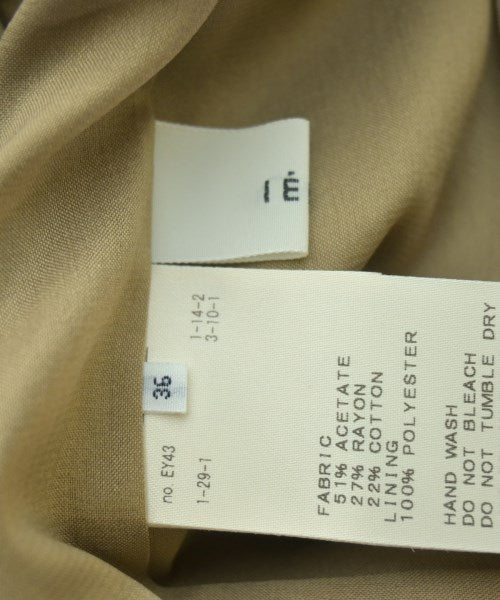 36
no. EY43
1-14-2
3-10-1
1-29-1
FABRIC
51% ACETATE
27% RAYON
22% COTTON
LINING
100% POLYESTER
HAND WASH
DO NOT BLEACH
DO NOT TUMBLE DRY